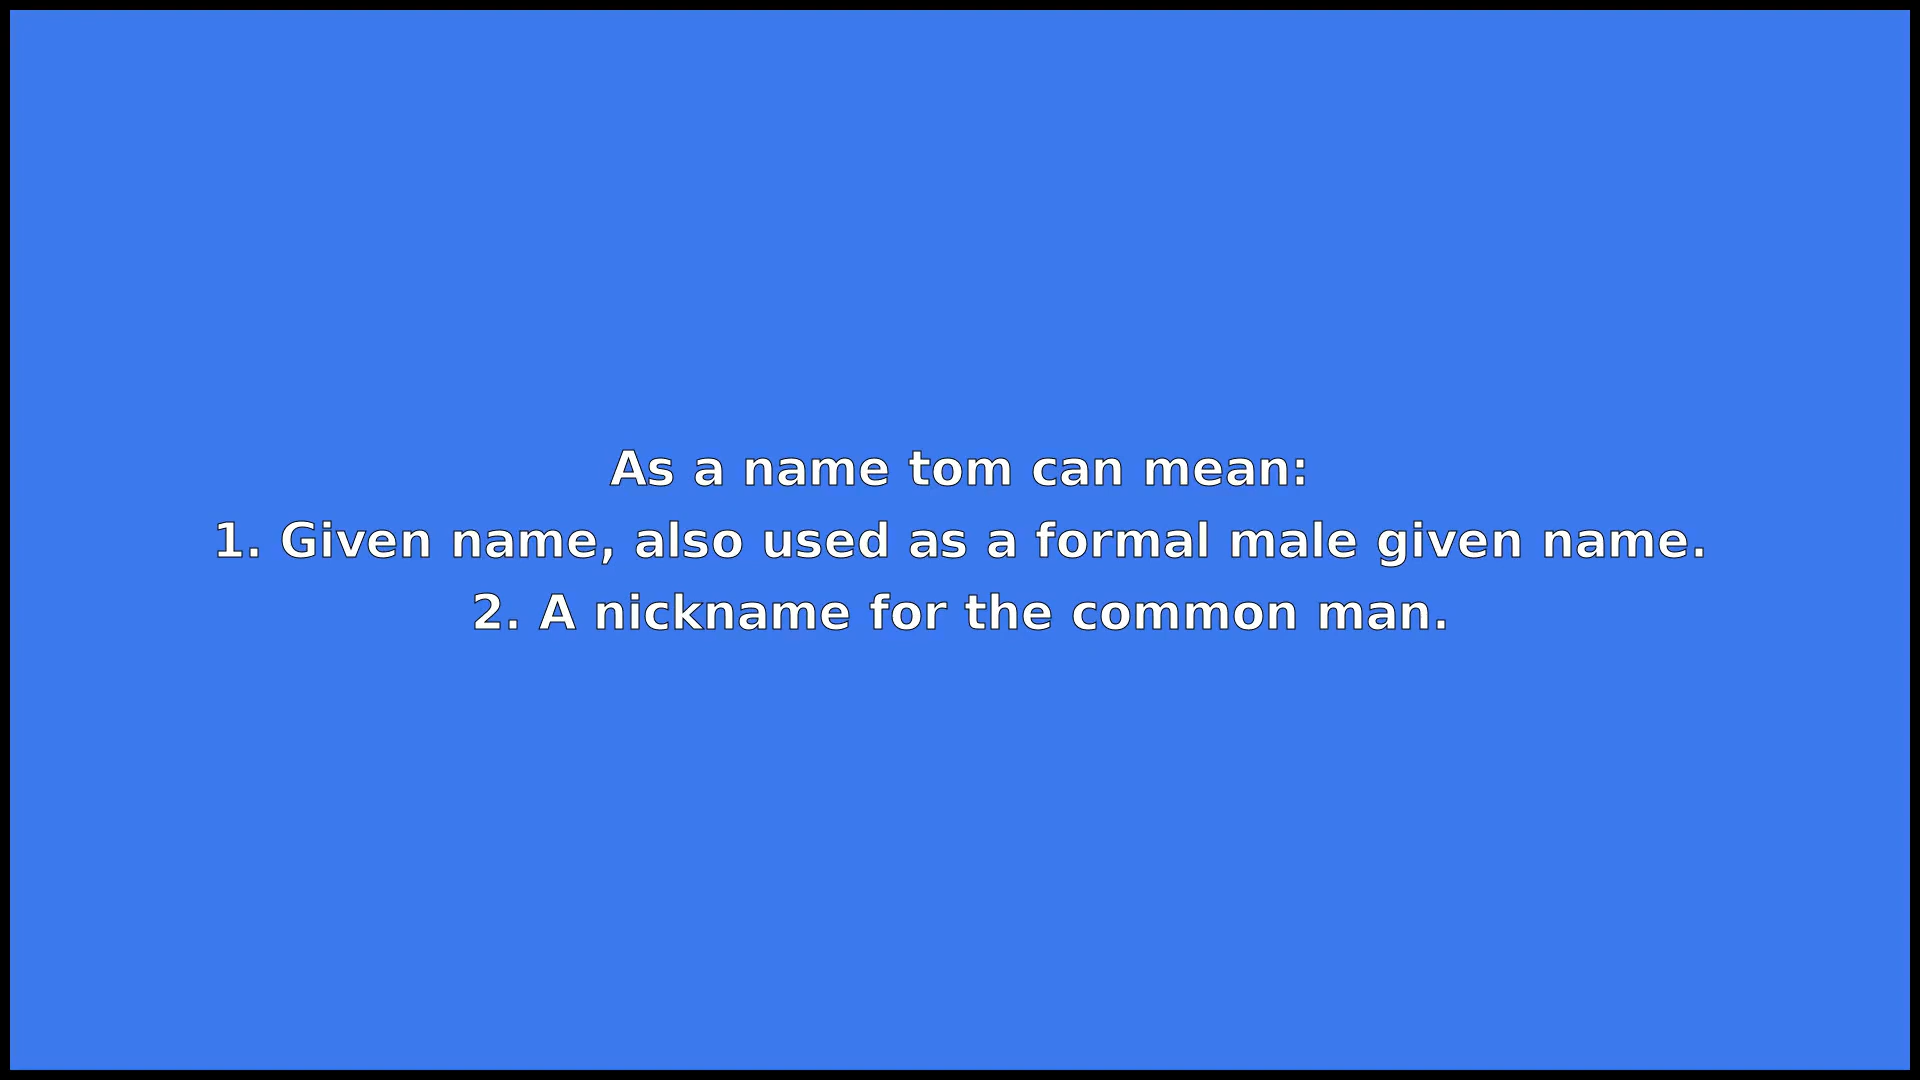 As a name tom can mean:
1. Given name, also used as a formal male given name.
2. A nickname for the common man.